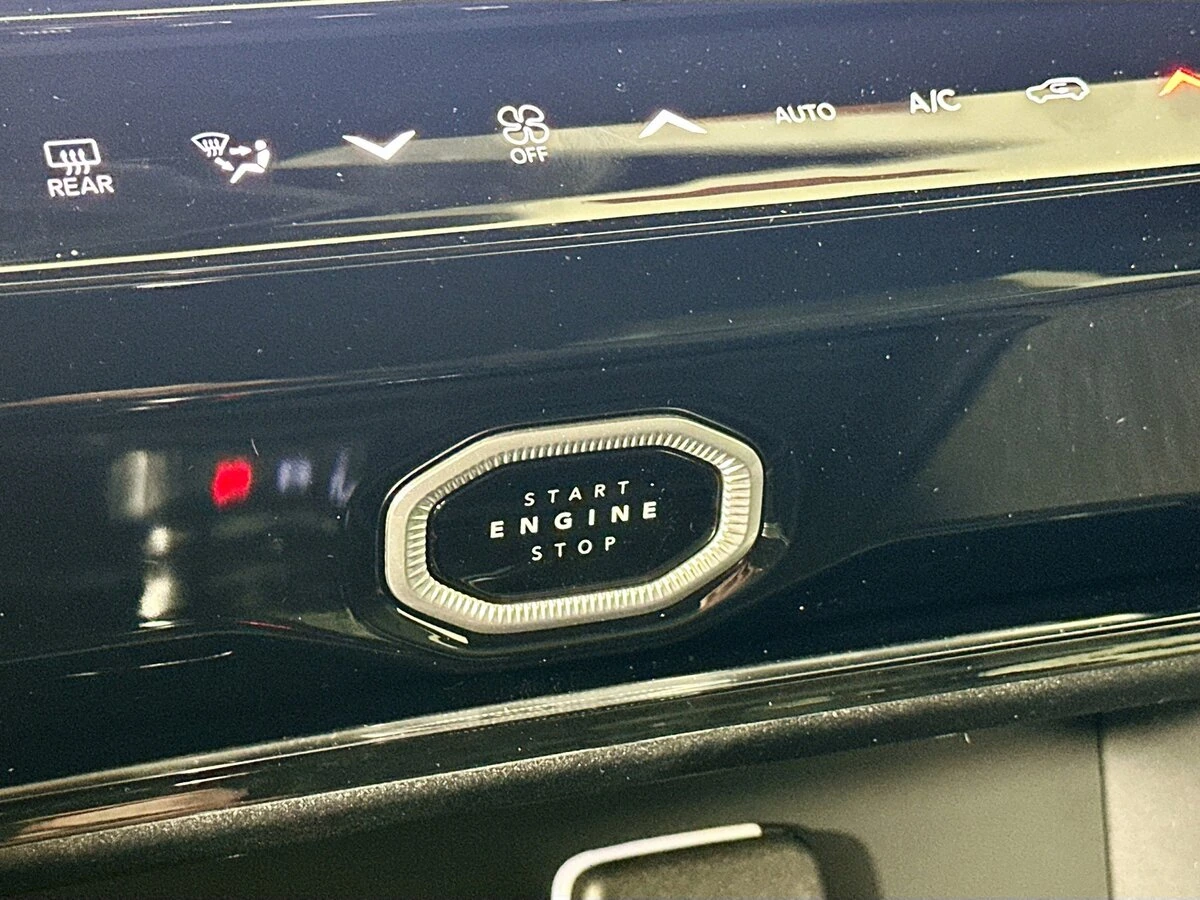 REAR
OFF
AUTO
A/C
START
ENGINE
STOP